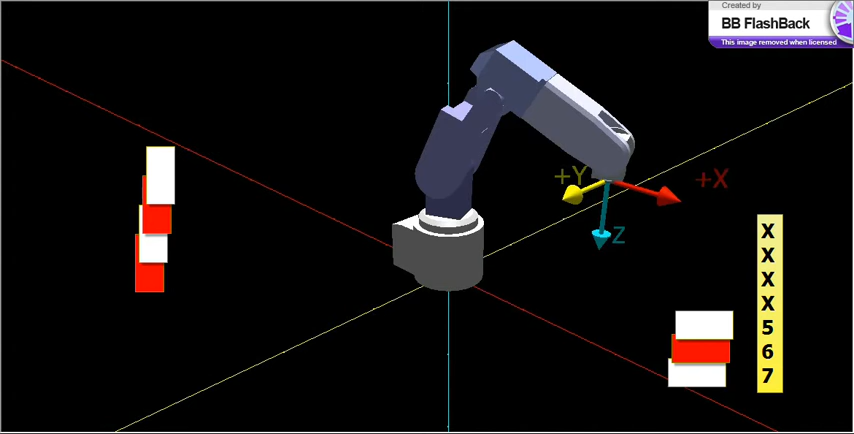 Created by
BB FlashBack
This image removed when licensed
+Y
+X
Z
X
X
X
X
5
6
7